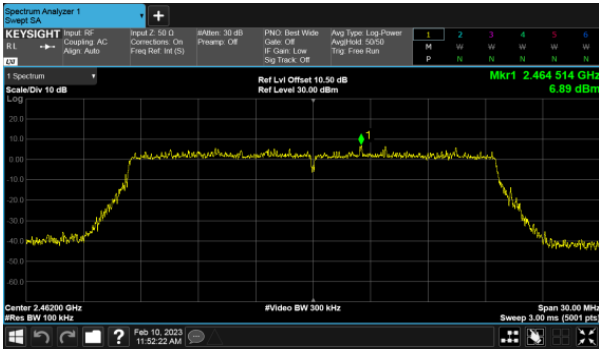 Spectrum Analyzer 1
Swept SA
+
KEYSIGHT
RL
Input: RF
Coupling: AC
Align: Auto
Input Z: 50 Ω
Corrections: On
Freq Ref: Int (S)
#Atten: 30 dB
Preamp: Off
PNO: Best Wide
Gate: Off
IF Gain: Low
Sig Track: Off
Avg Type: Log-Power
Avg|Hold: 50/50
Trig: Free Run
1 2 3 4 5 6
M W W W W W
P N N N N N
1 Spectrum
Scale/Div 10 dB
Ref Lvl Offset 10.50 dB
Ref Level 30.00 dBm
Mkr1 2.464 514 GHz
6.89 dBm
Log
20.0
10.0
0.00
-10.0
-20.0
-30.0
-40.0
-50.0
-60.0
1
Center 2.46200 GHz
#Res BW 100 kHz
#Video BW 300 kHz
Span 30.00 MHz
Sweep 3.00 ms (5001 pts)
?
Feb 10, 2023
11:52:22 AM